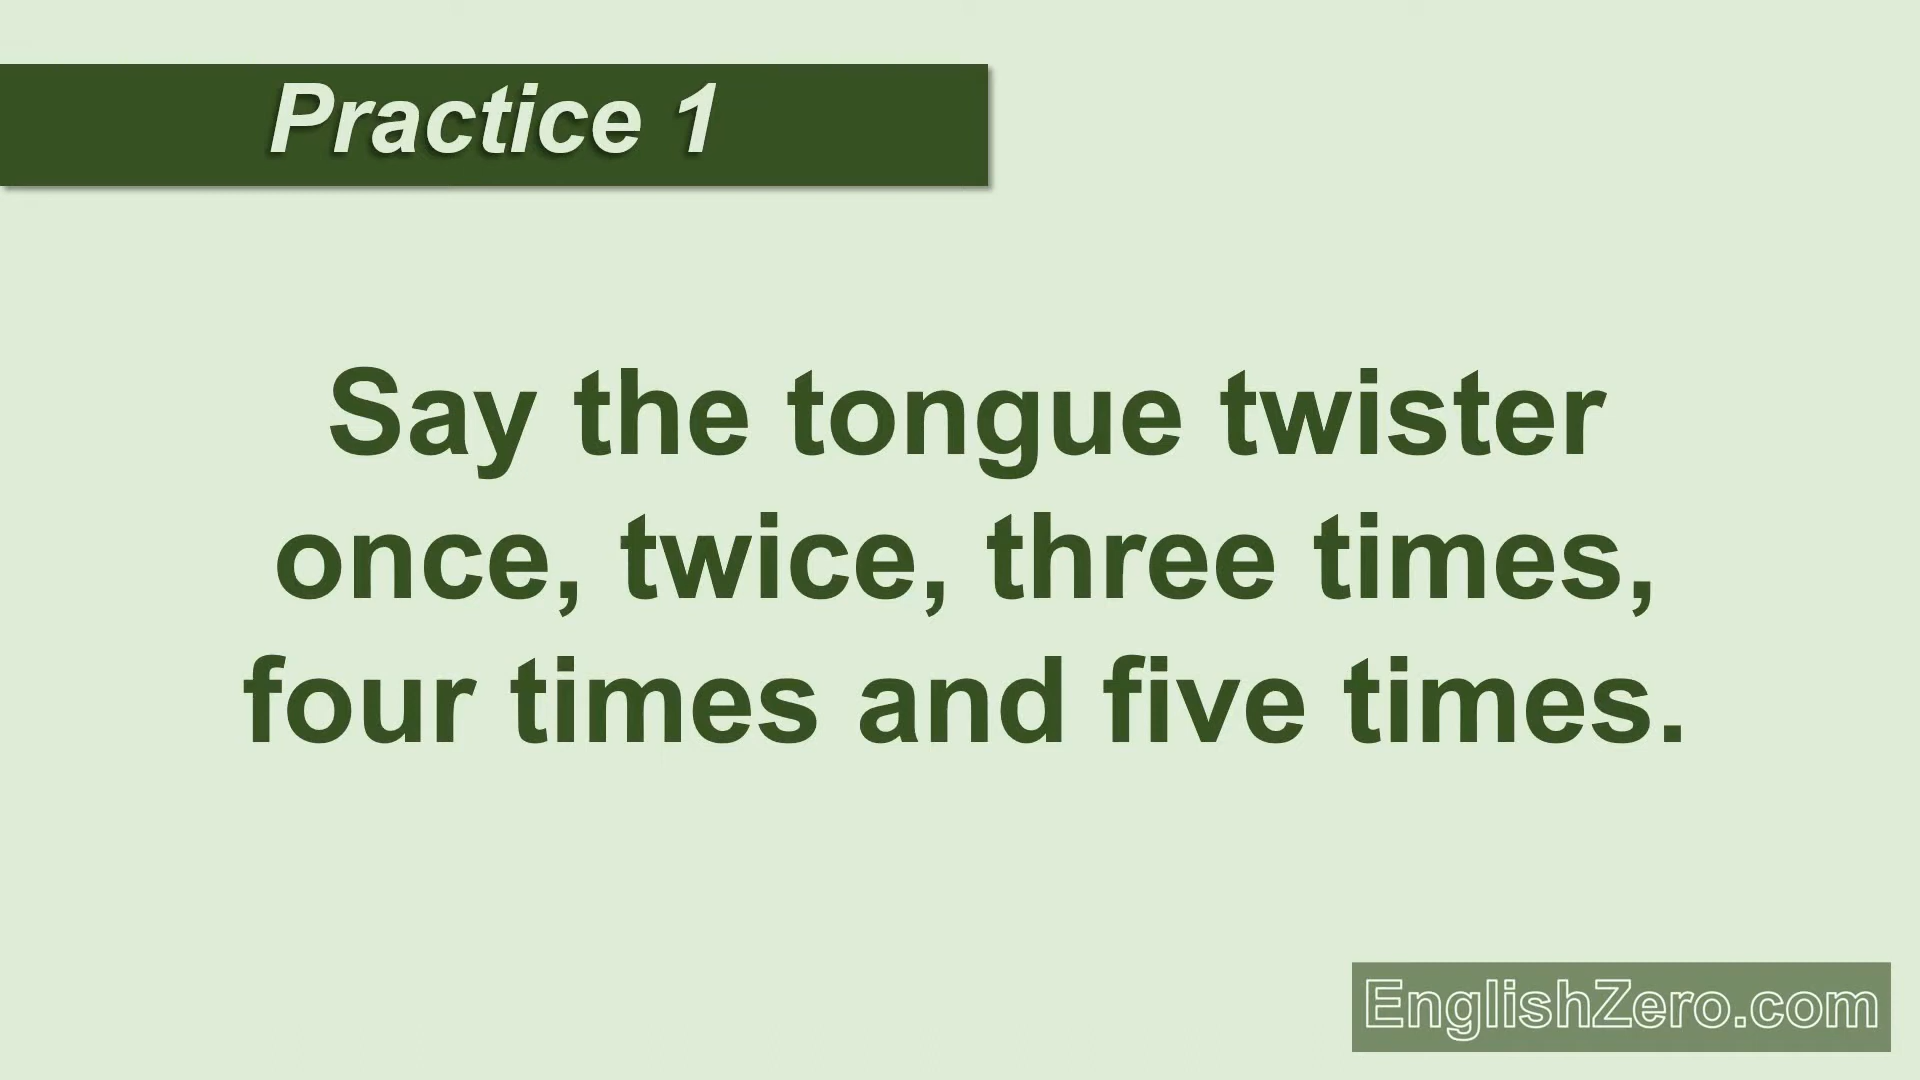 Practice 1
Say the tongue twister
once, twice, three times,
four times and five times.
EnglishZero.com